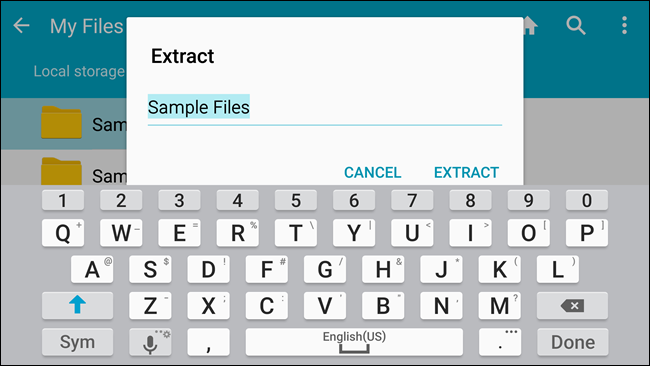 My Files
Extract
Local storage
Sample Files
Sam
Sam
CANCEL EXTRACT
1 2 3 4 5 6 7 8 9 0
Q + W _ E = R % T \ Y | U < I > O [ P ]
A @ S $ D ! F # G / H & J * K ( L )
Z - X ' C : V ' B " N , M ?
Sym , English(US) . Done